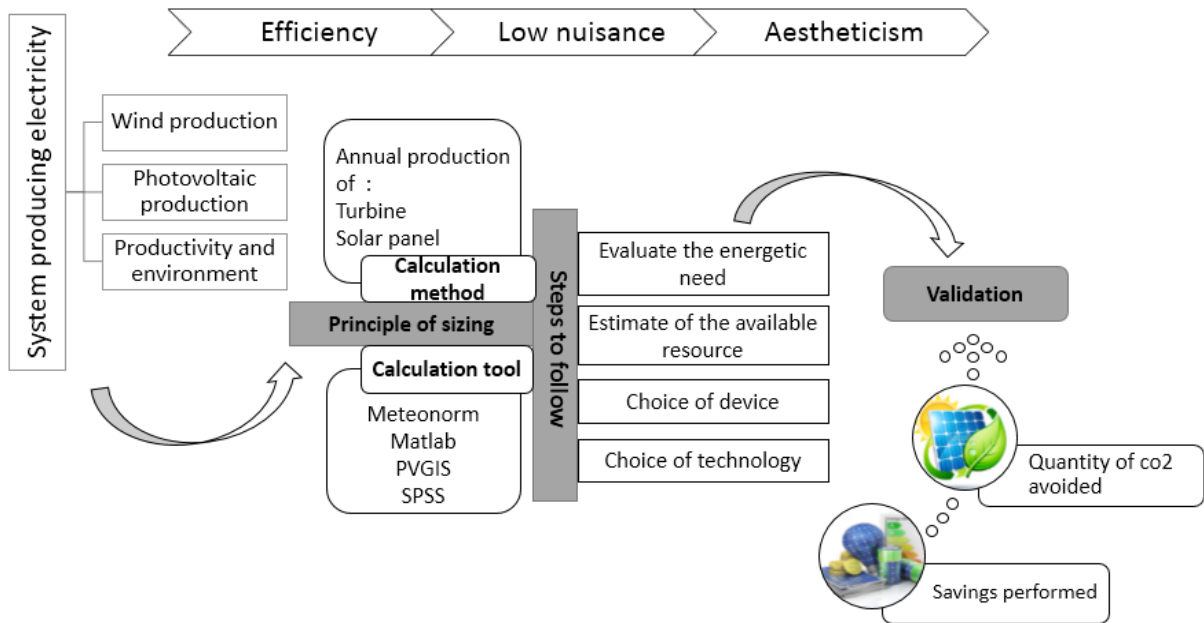 Efficiency
Low nuisance
Aestheticism
System producing electricity
Wind production
Photovoltaic
production
Productivity and
environment
Annual production
of :
Turbine
Solar panel
Calculation
method
Principle of sizing
Calculation tool
Meteonorm
Matlab
PVGIS
SPSS
Steps to follow
Evaluate the energetic
need
Estimate of the available
resource
Choice of device
Choice of technology
Validation
Quantity of co2
avoided
Savings performed